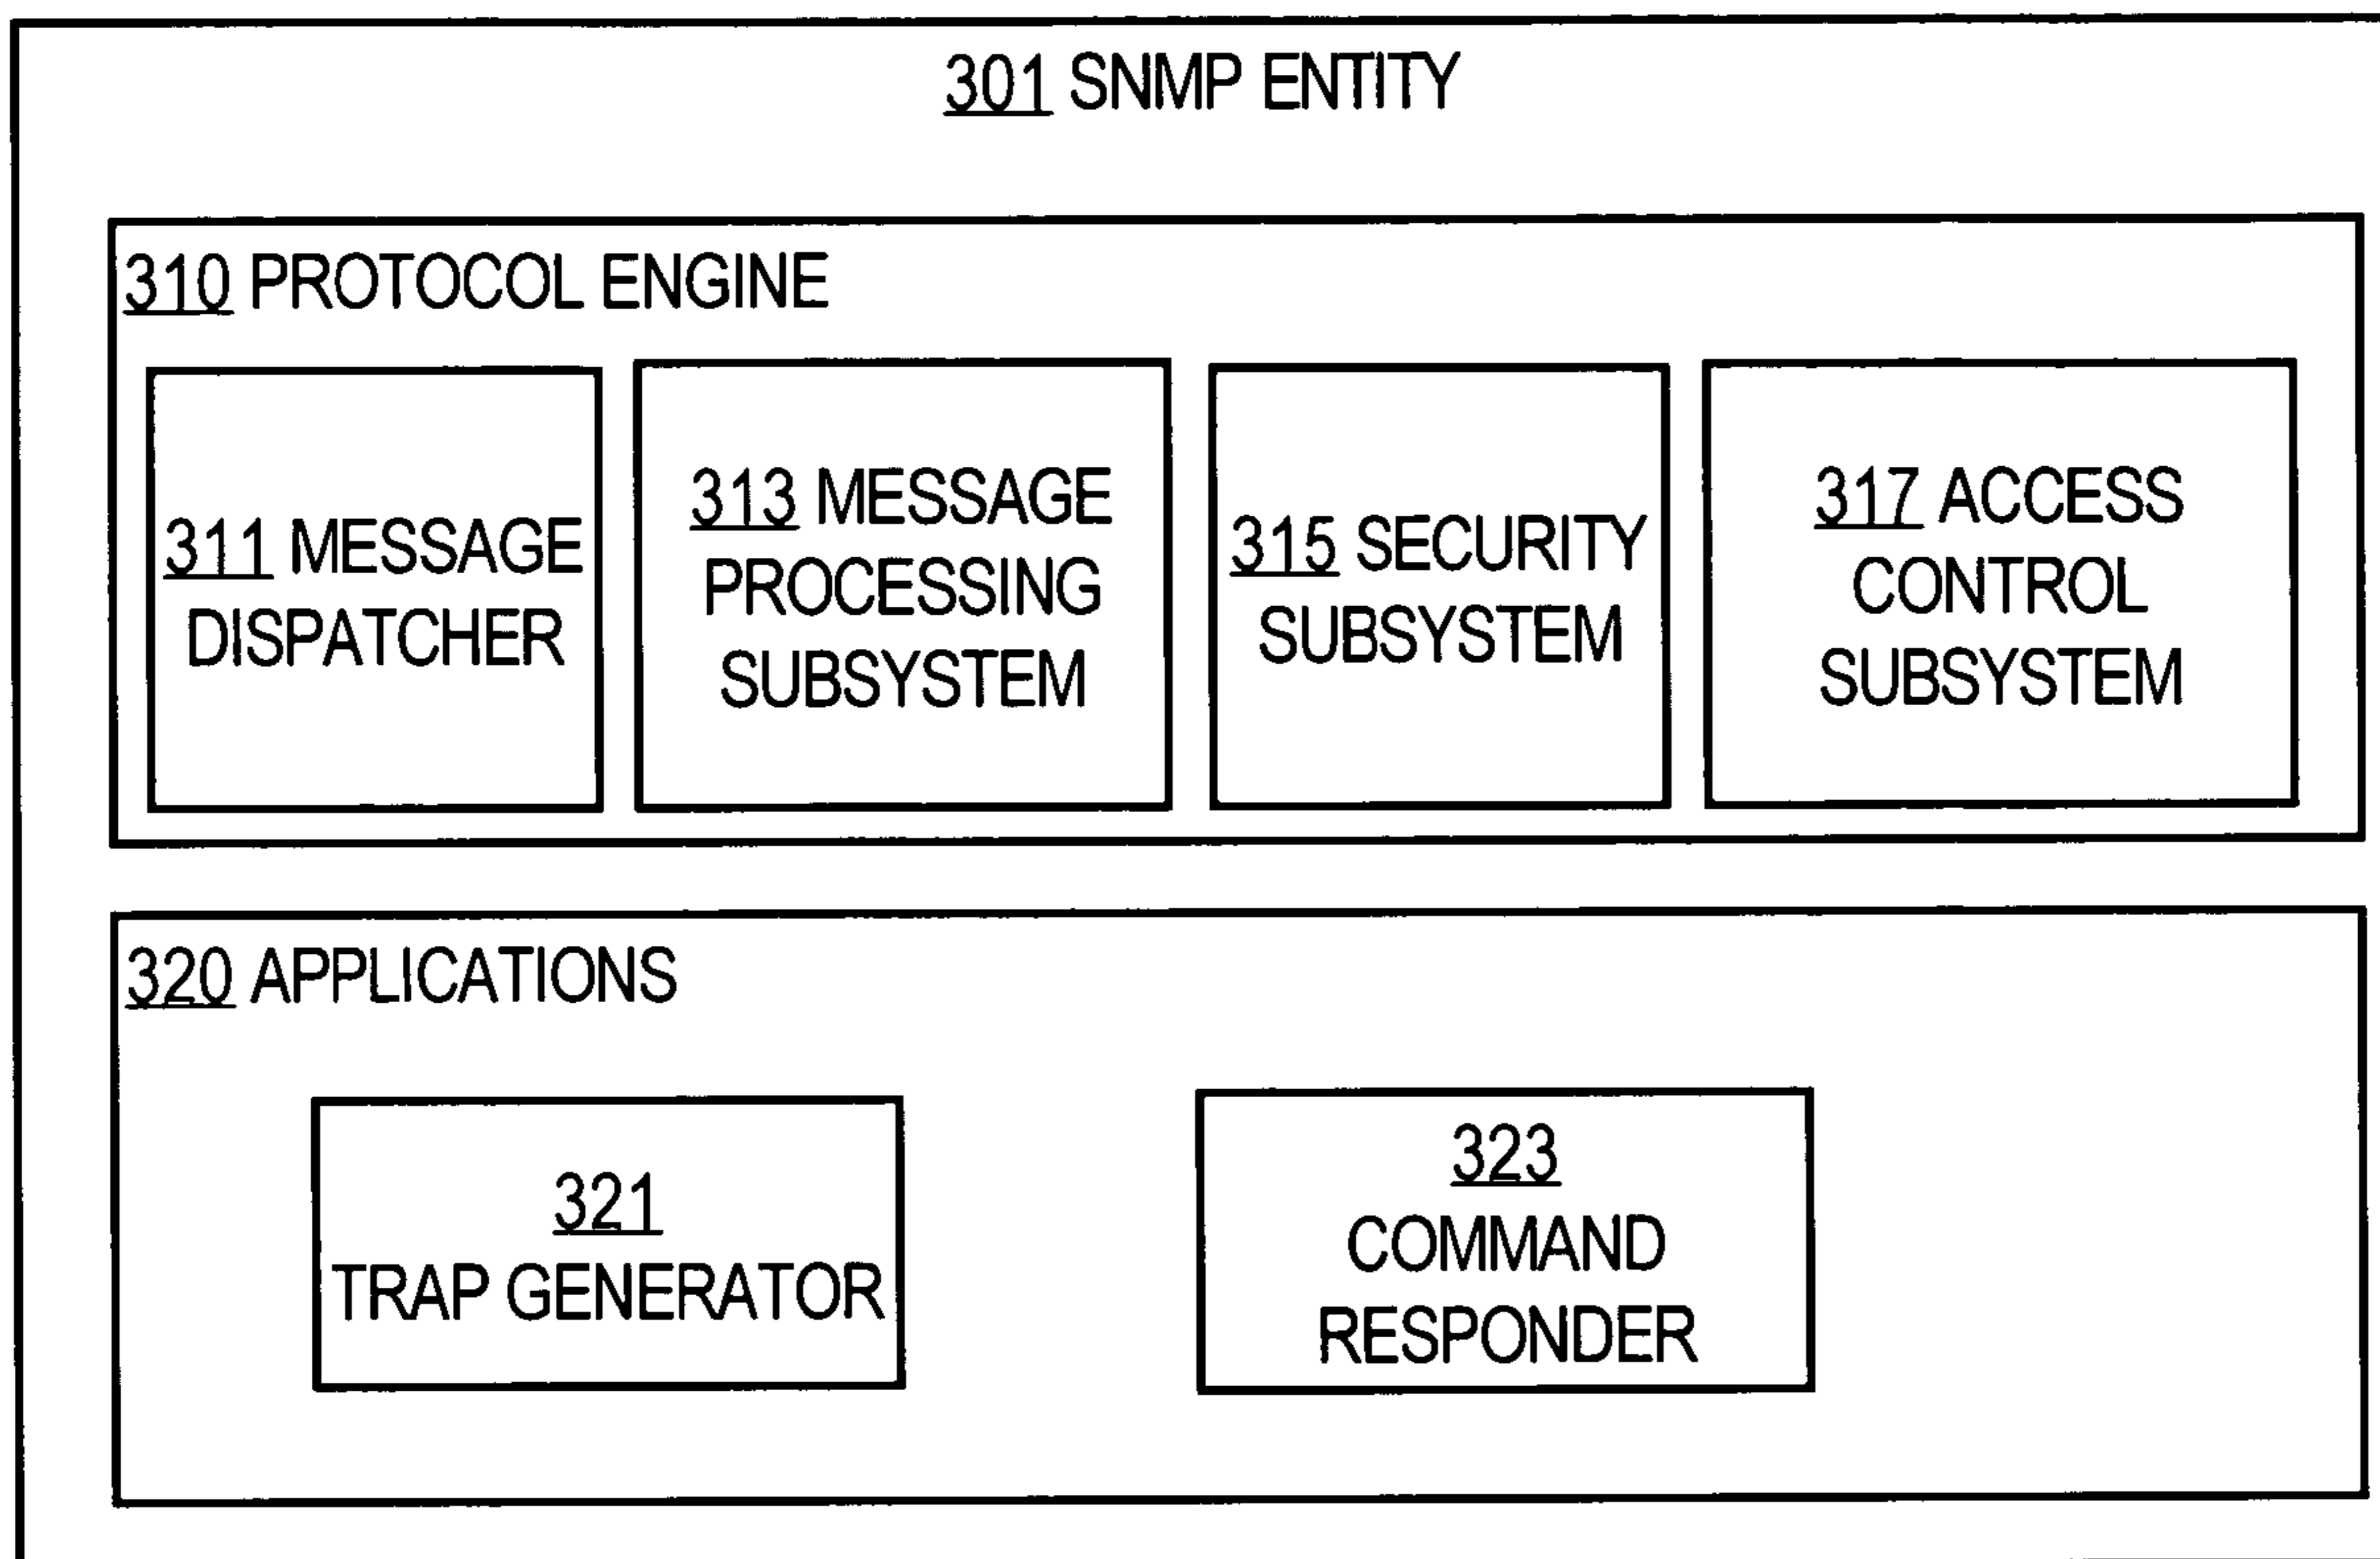 301 SNMP ENTITY
310 PROTOCOL ENGINE
311 MESSAGE
DISPATCHER
313 MESSAGE
PROCESSING
SUBSYSTEM
315 SECURITY
SUBSYSTEM
317 ACCESS
CONTROL
SUBSYSTEM
320 APPLICATIONS
321
TRAP GENERATOR
323
COMMAND
RESPONDER